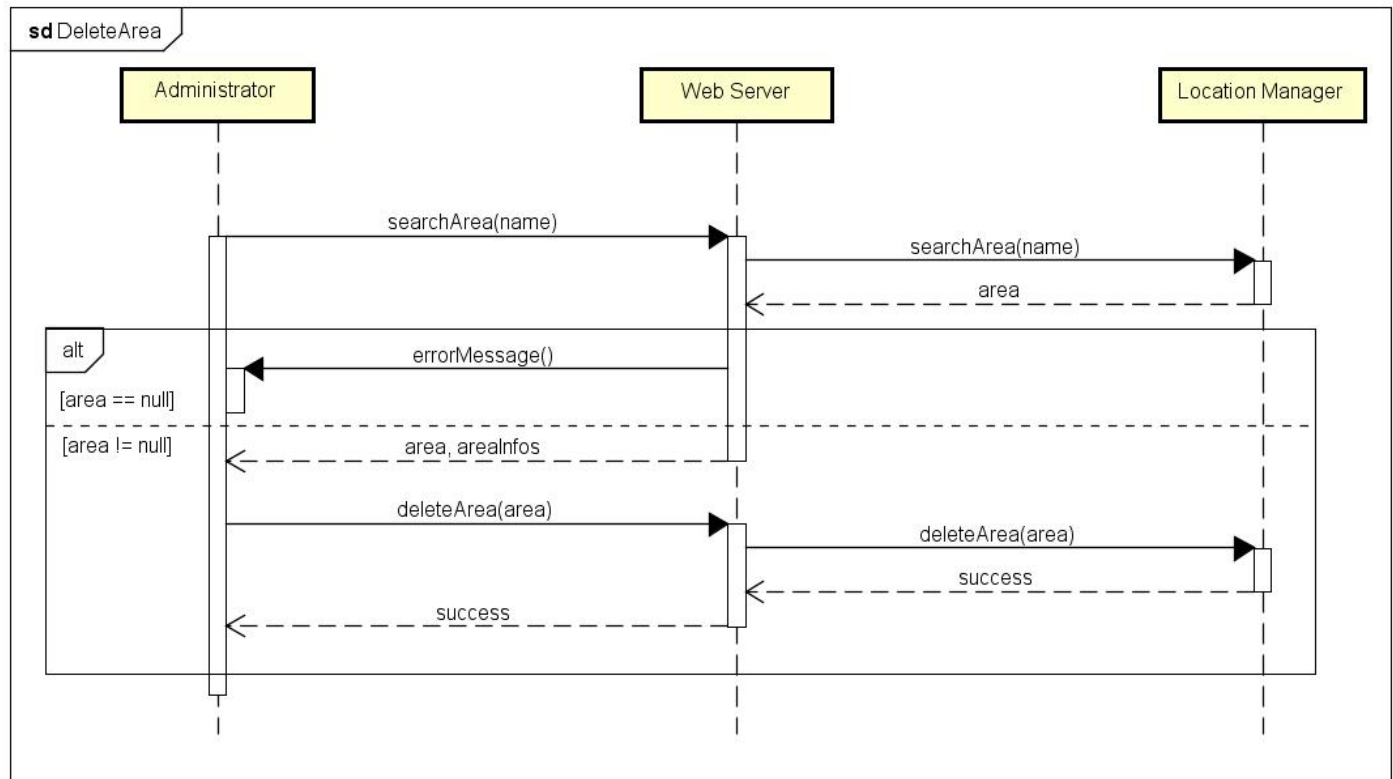 sd DeleteArea
Administrator
Web Server
Location Manager
searchArea(name)
searchArea(name)
area
alt
errorMessage()
[area == null]
[area != null]
area, areaInfos
deleteArea(area)
deleteArea(area)
success
success